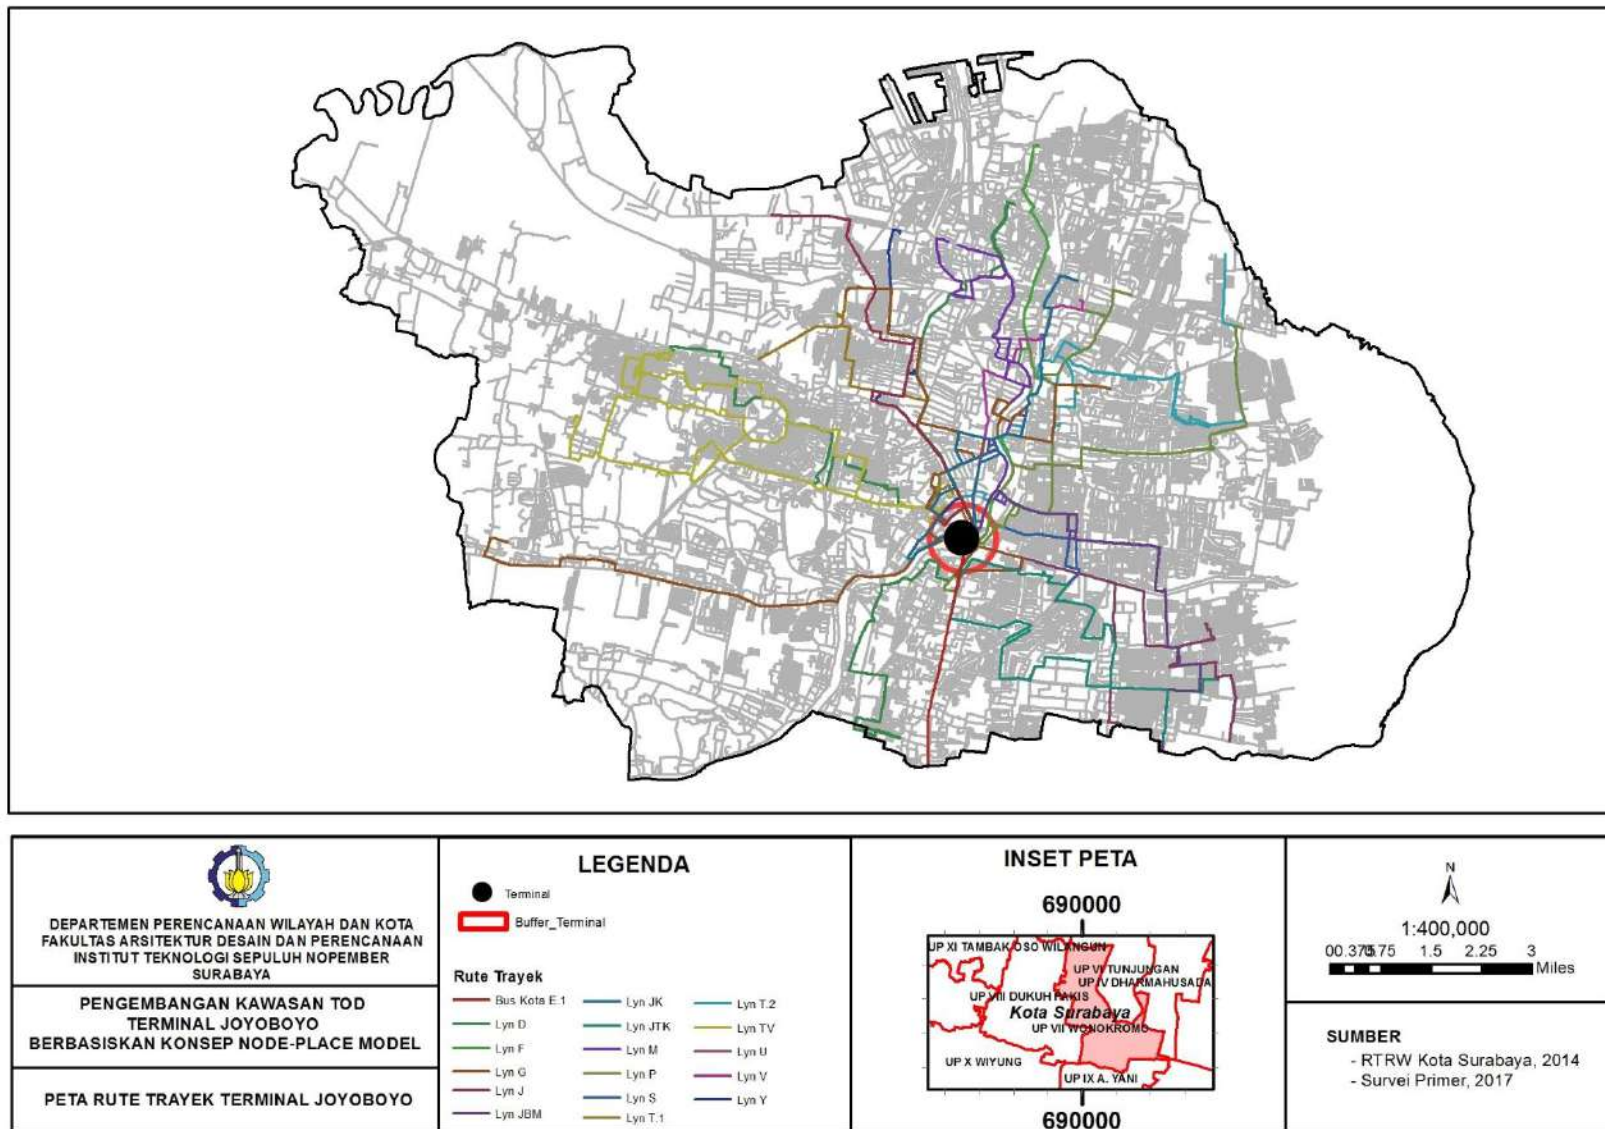 DEPARTEMEN PERENCANAAN WILAYAH DAN KOTA
FAKULTAS ARSITEKTUR DESAIN DAN PERENCANAAN
INSTITUT TEKNOLOGI SEPULUH NOPEMBER
SURABAYA
PENGEMBANGAN KAWASAN TOD
TERMINAL JOYOBOYO
BERBASISKAN KONSEP NODE-PLACE MODEL
PETA RUTE TRAYEK TERMINAL JOYOBOYO
LEGENDA
Terminal
Buffer_Terminal
Rute Trayek
Bus Kota E.1
Lyn D
Lyn F
Lyn G
Lyn J
Lyn JBM
Lyn JK
Lyn JTK
Lyn M
Lyn P
Lyn S
Lyn T.1
Lyn T.2
Lyn TV
Lyn U
Lyn V
Lyn Y
INSET PETA
690000
UP XI TAMBAK OSO WILANGUN
UP VI TUNJUNGAN
UP IV DHARMAHUSADA
UP VIII DUKUH PAKIS
Kota Surabaya
UP VII WONOKROMO
UP X WIYUNG
UP IX A. YANI
690000
N
1:400,000
00.375 0.75 1.5 2.25 3
Miles
SUMBER
- RTRW Kota Surabaya, 2014
- Survei Primer, 2017